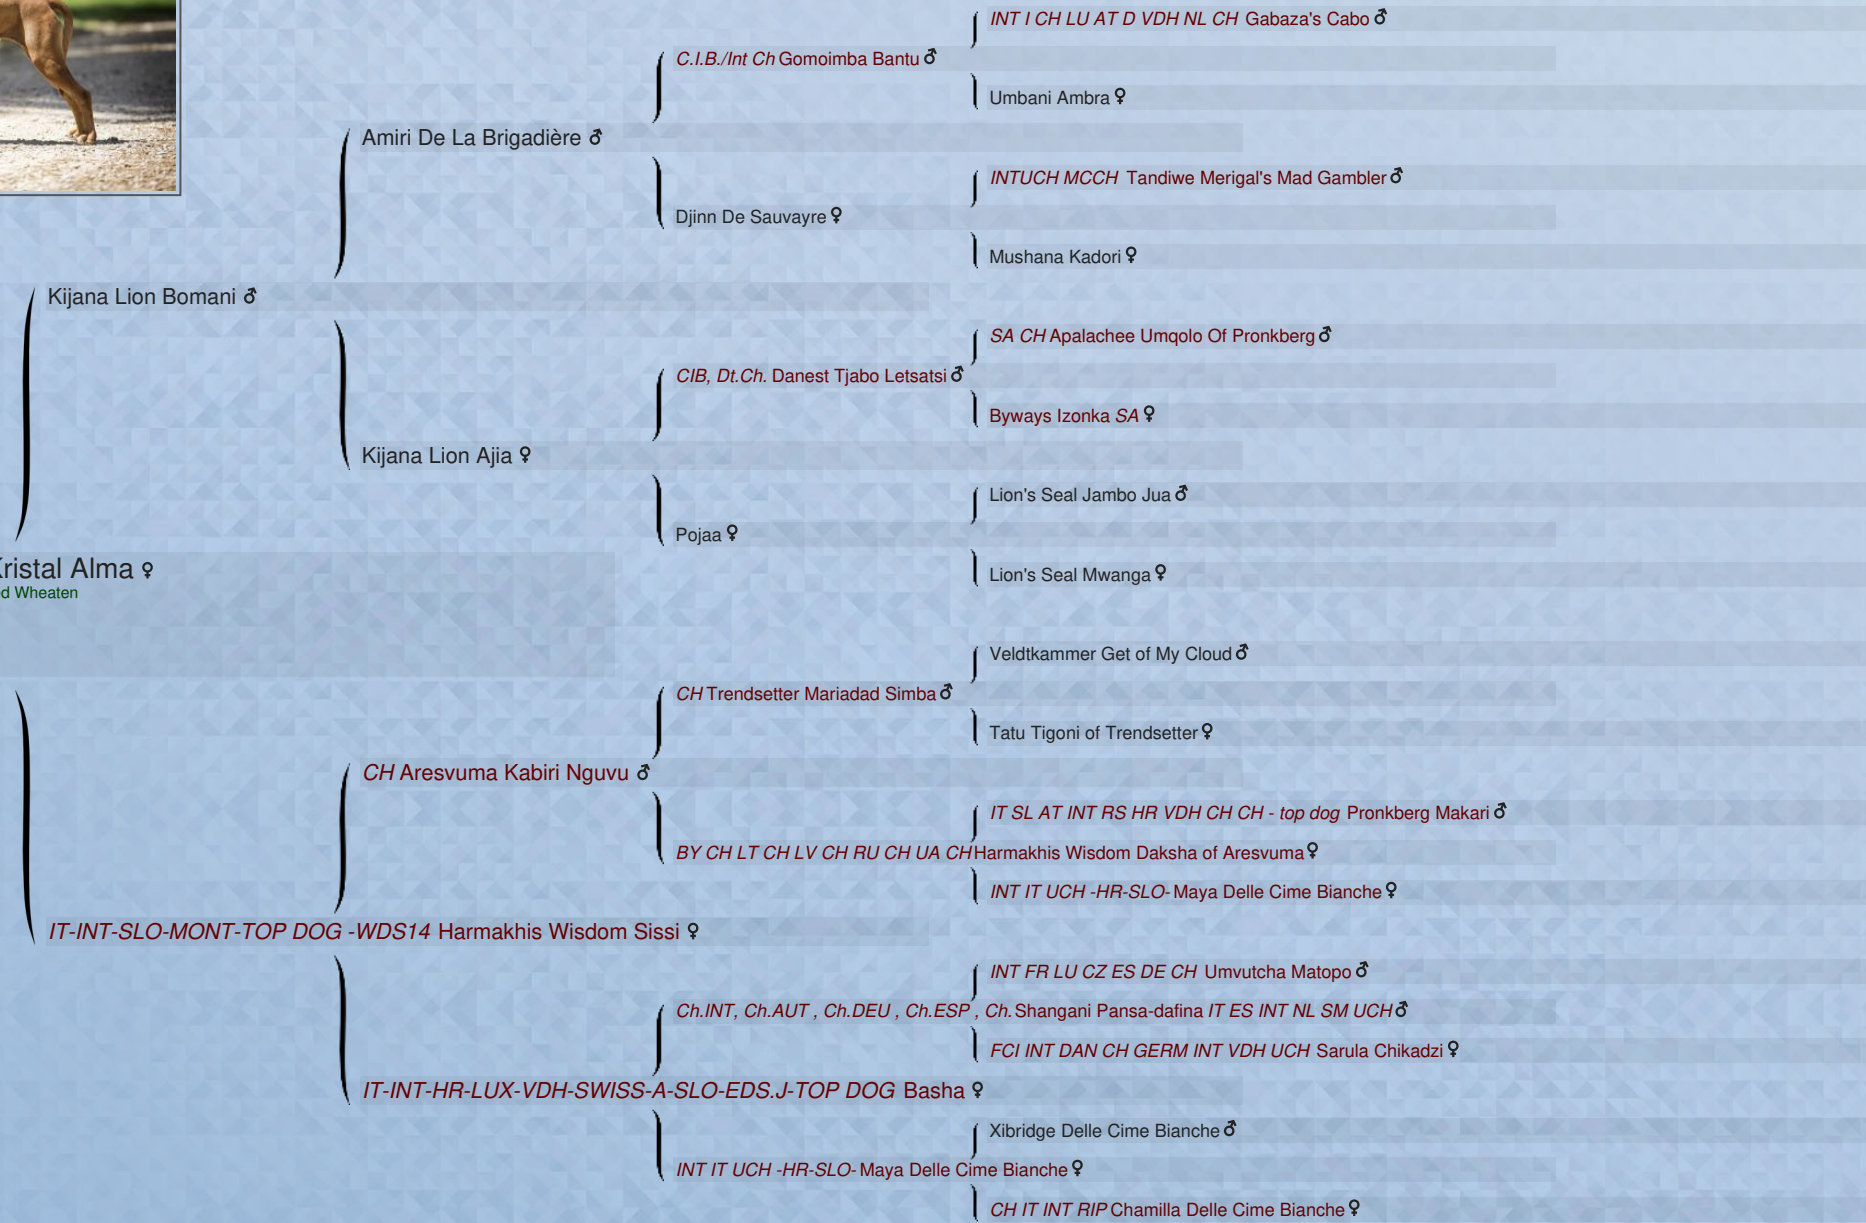 INT I CH LU AT D VDH NL CH Gabaza's Cabo ♂
C.I.B./Int Ch Gomoimba Bantu ♂
Umbani Ambra ♀
Amiri De La Brigadière ♂
INTUCH MCCH Tandiwe Merigal's Mad Gambler ♂
Djinn De Sauvayre ♀
Mushana Kadori ♀
Kijana Lion Bomani ♂
SA CH Apalachee Umqolo Of Pronkberg ♂
CIB, Dt.Ch. Danest Tjabo Letsatsi ♂
Byways Izonka SA ♀
Kijana Lion Ajia ♀
Lion's Seal Jambo Jua ♂
Pojaa ♀
Lion's Seal Mwanga ♀
Kristal Alma ♀
d Wheaten
Veldtkammer Get of My Cloud ♂
CH Trendsetter Mariadad Simba ♂
Tatu Tigoni of Trendsetter ♀
CH Aresvuma Kabiri Nguvu ♂
IT SL AT INT RS HR VDH CH CH - top dog Pronkberg Makari ♂
BY CH LT CH LV CH RU CH UA CH Harmakhis Wisdom Daksha of Aresvuma ♀
INT IT UCH -HR-SLO- Maya Delle Cime Bianche ♀
IT-INT-SLO-MONT-TOP DOG -WDS14 Harmakhis Wisdom Sissi ♀
INT FR LU CZ ES DE CH Umvutcha Matopo ♂
Ch.INT, Ch.AUT , Ch.DEU , Ch.ESP , Ch. Shangani Pansa-dafina IT ES INT NL SM UCH ♂
FCI INT DAN CH GERM INT VDH UCH Sarula Chikadzi ♀
IT-INT-HR-LUX-VDH-SWISS-A-SLO-EDS.J-TOP DOG Basha ♀
Xibridge Delle Cime Bianche ♂
INT IT UCH -HR-SLO- Maya Delle Cime Bianche ♀
CH IT INT RIP Chamilla Delle Cime Bianche ♀